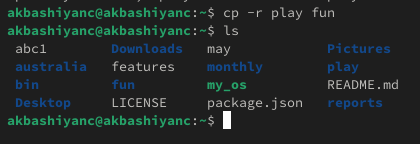 akbashiyanc@akbashiyanc:~$ cp -r play fun
akbashiyanc@akbashiyanc:~$ ls
abc1 Downloads may Pictures
australia features monthly play
bin fun my_os README.md
Desktop LICENSE package.json reports
akbashiyanc@akbashiyanc:~$